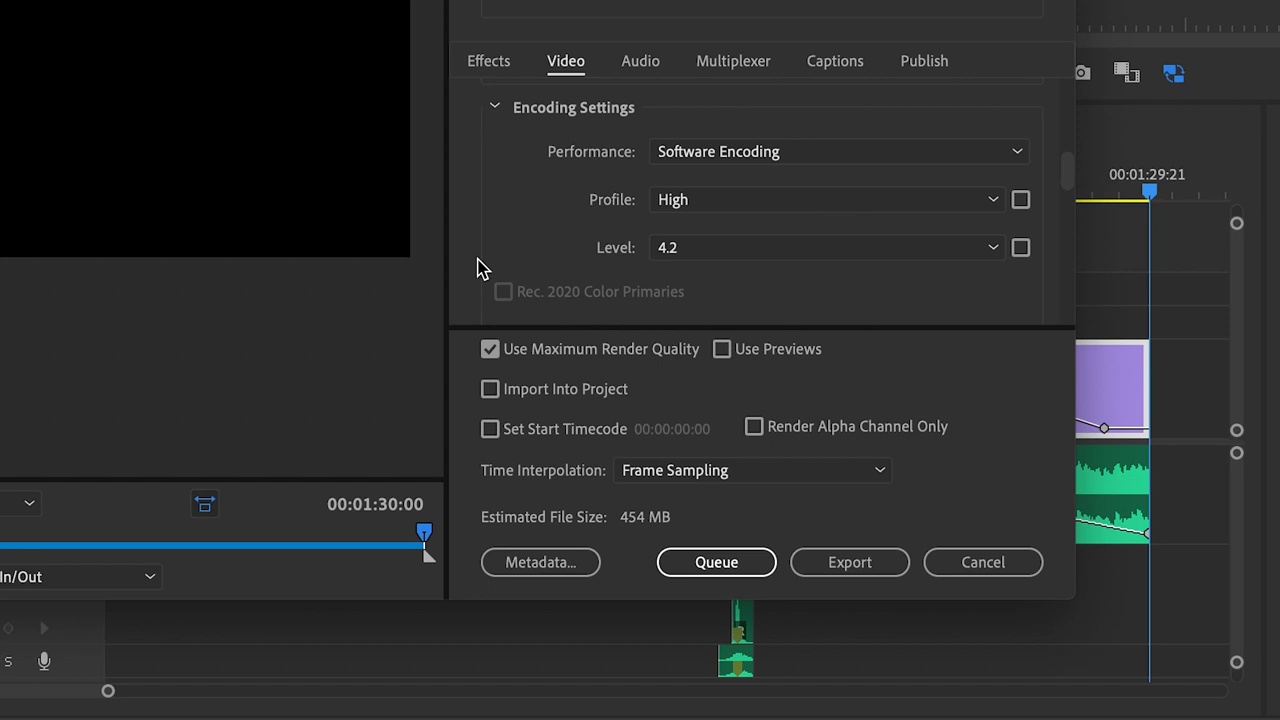 Effects Video Audio Multiplexer Captions Publish
Encoding Settings
Performance: Software Encoding
00:01:29:21
Profile: High
Level: 4.2
Rec. 2020 Color Primaries
Use Maximum Render Quality Use Previews
Import Into Project
Set Start Timecode 00:00:00:00 Render Alpha Channel Only
Time Interpolation: Frame Sampling
00:01:30:00
Estimated File Size: 454 MB
Metadata... Queue Export Cancel
In/Out
S